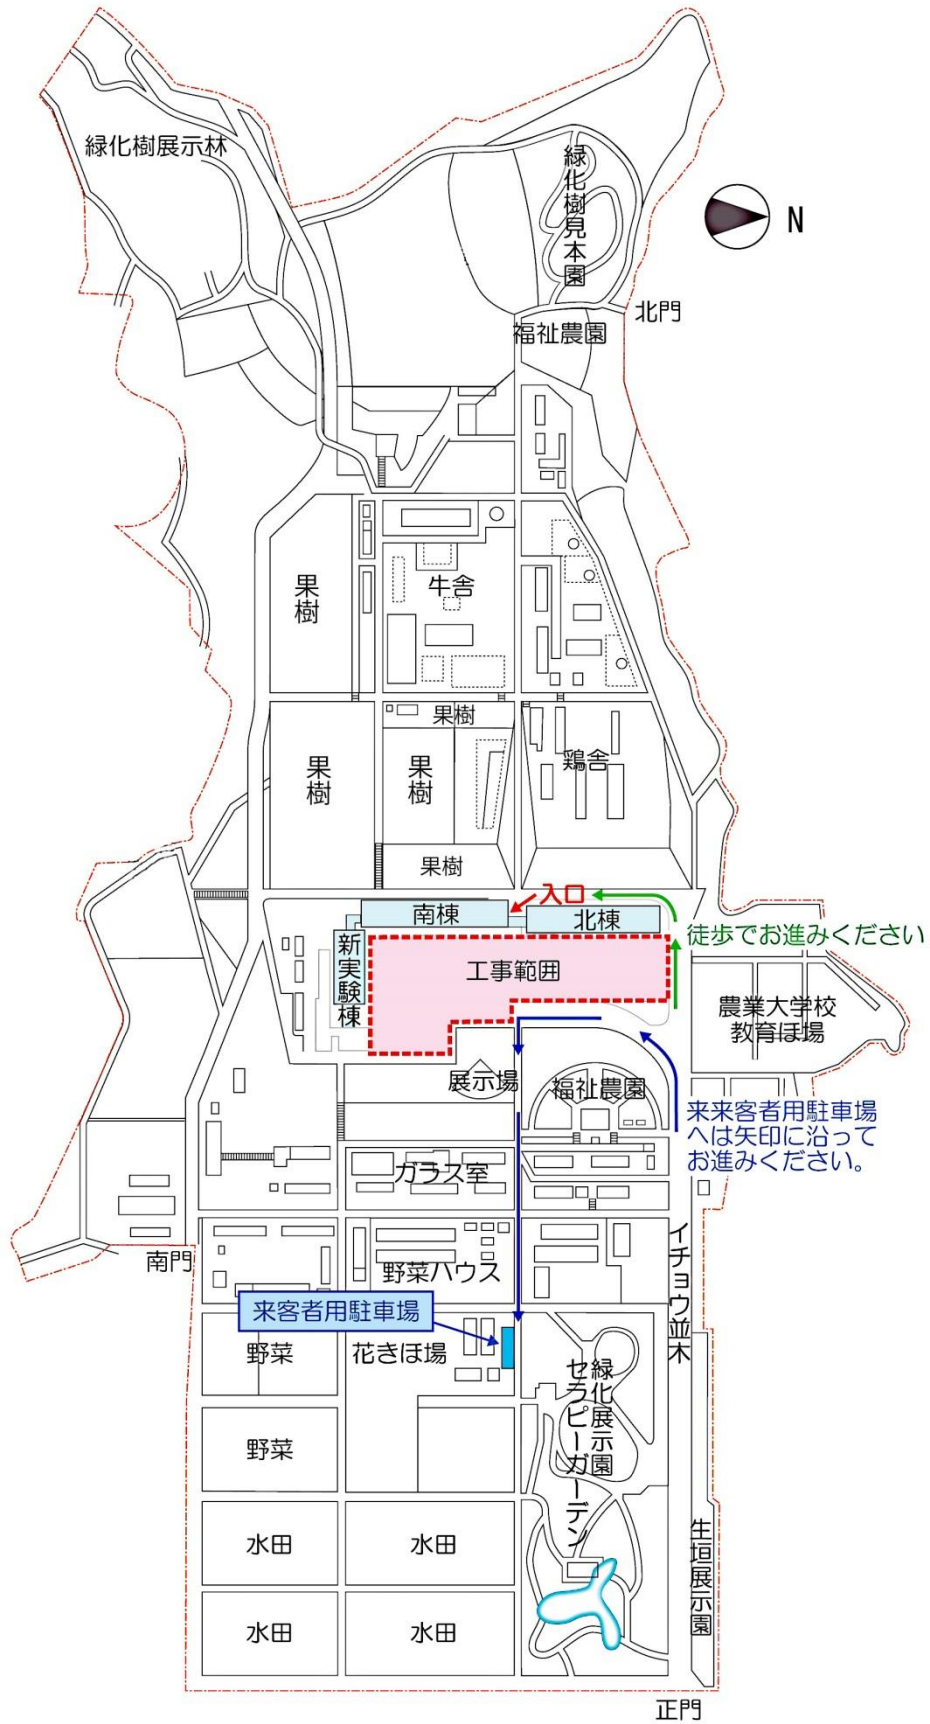 緑化樹展示林
緑化樹見本園
N
北門
福祉農園
牛舎
果樹
果樹
果樹
果樹
鶏舎
果樹
入口
南棟
北棟
徒歩でお進みください
新実験棟
工事範囲
農業大学校
教育ほ場
展示場
福祉農園
来来客者用駐車場
へは矢印に沿って
お進みください。
ガラス室
南門
野菜ハウス
イチョウ並木
来客者用駐車場
野菜
花きほ場
緑化展示園
セラピーガーデン
野菜
水田
水田
生垣展示園
水田
水田
正門